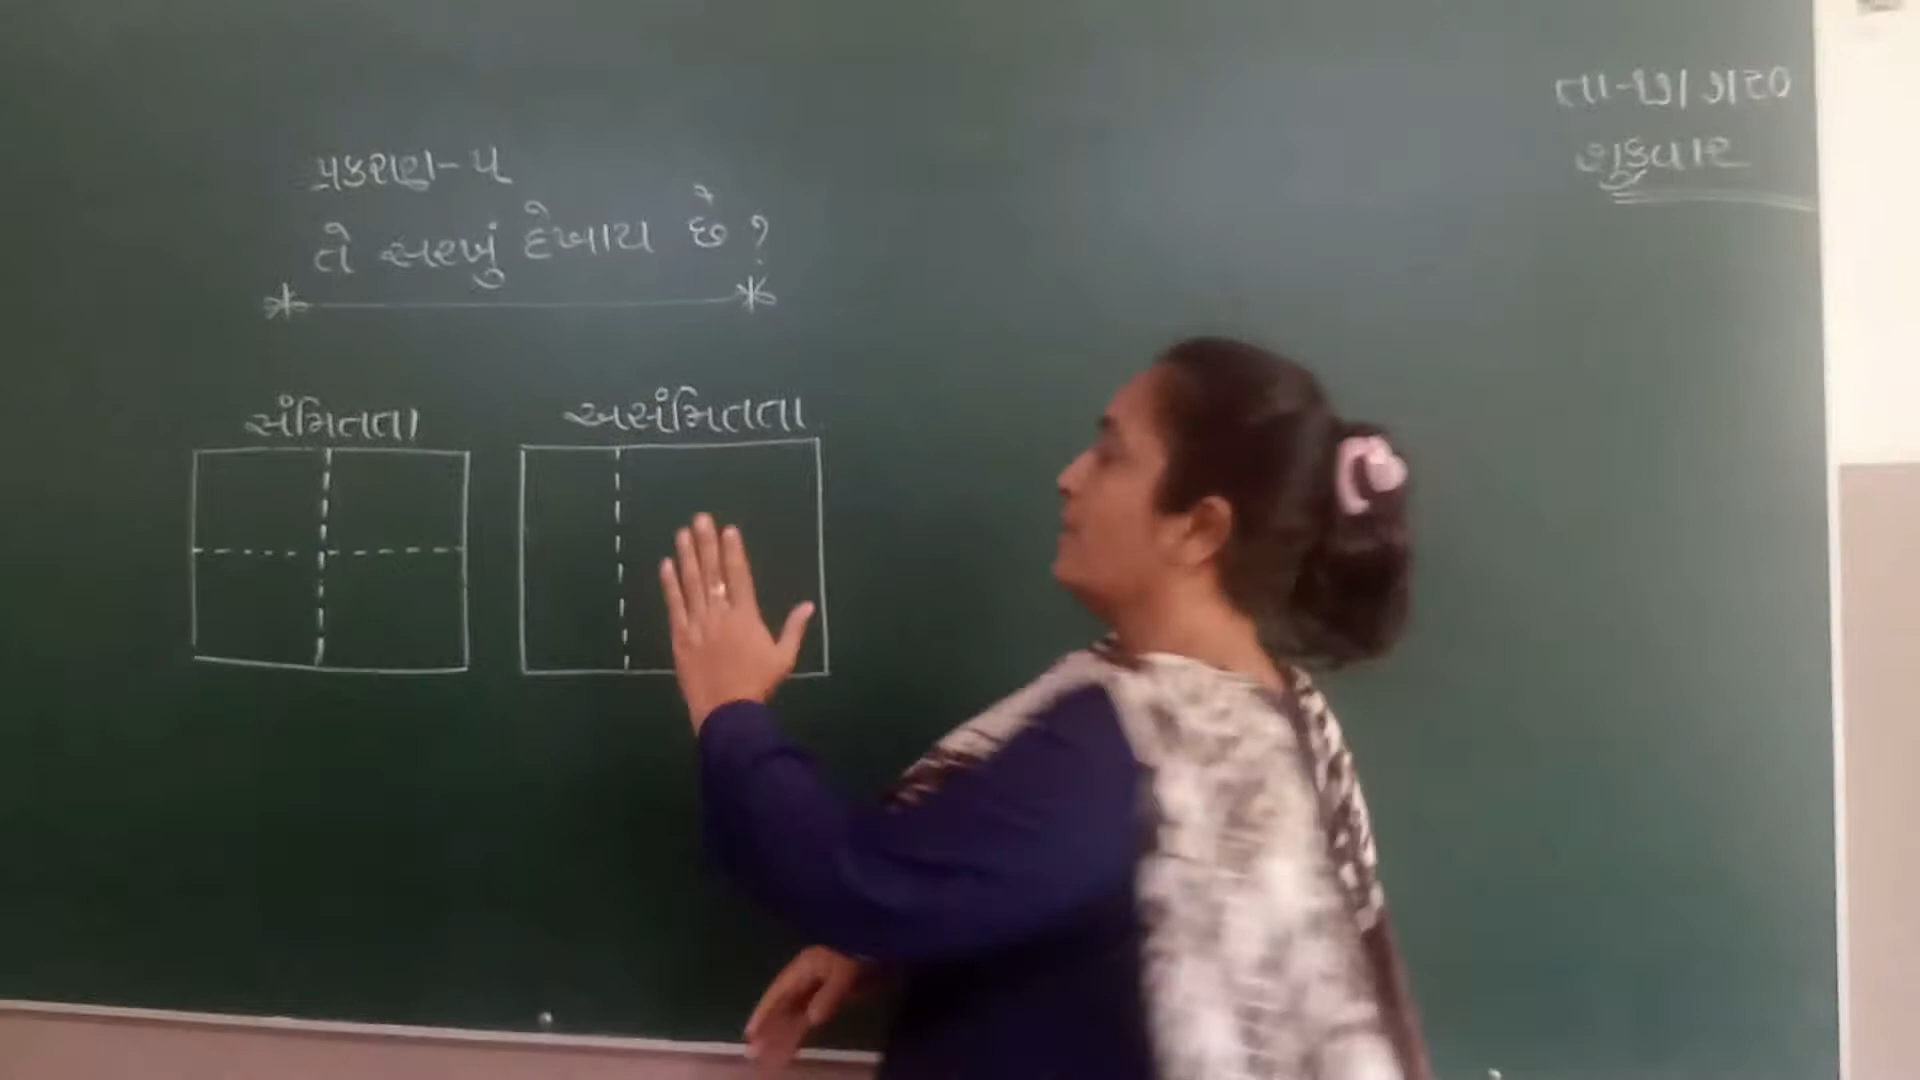 પ્રકરણ-૫
તે સરખું દેખાય છે ?
સંમિતતા
અસંમિતતા
તા-
શુક્રવાર